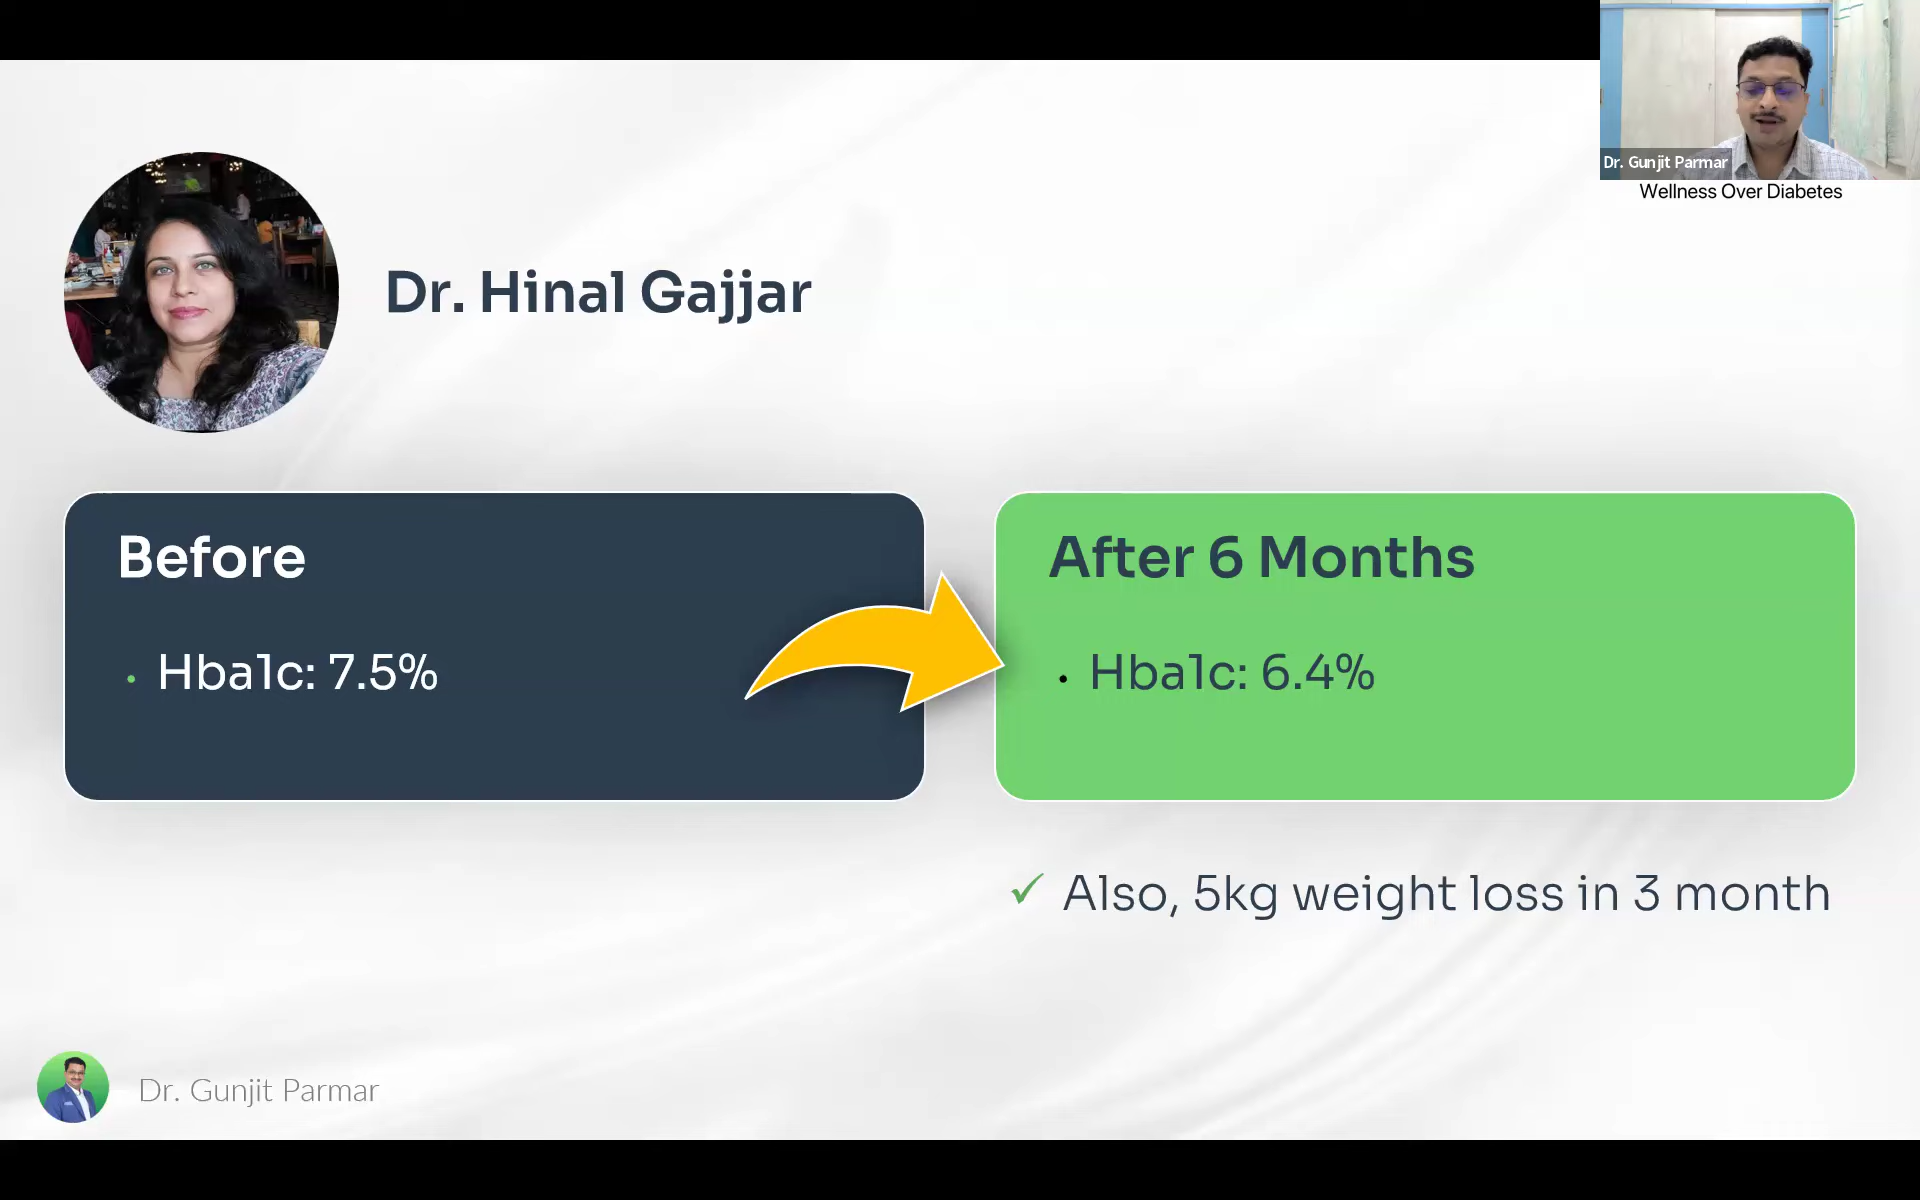 Dr. Gunjit Parmar
Wellness Over Diabetes
Dr. Hinal Gajjar
Before
• Hba1c: 7.5%
After 6 Months
• Hba1c: 6.4%
✓ Also, 5kg weight loss in 3 month
Dr. Gunjit Parmar